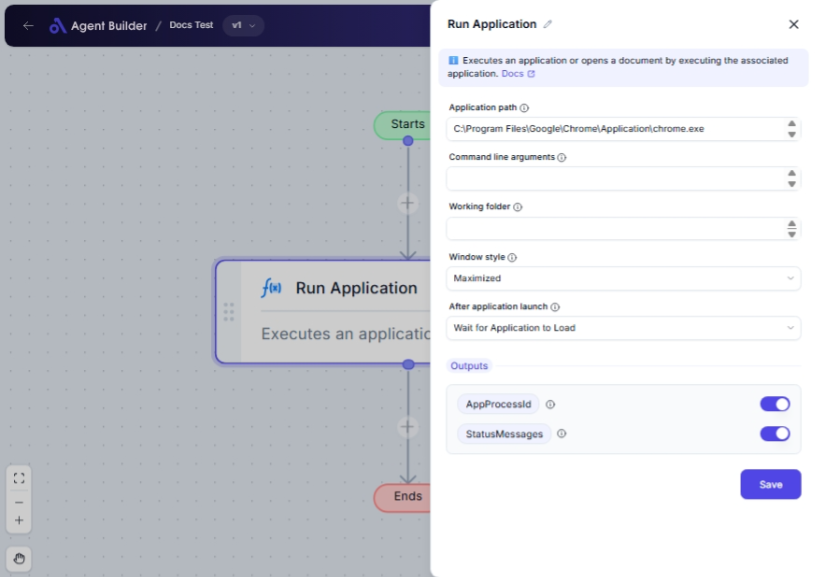 Agent Builder / Docs Test v1
Starts
Run Application
Executes an applicatio
Ends
Run Application
Executes an application or opens a document by executing the associated
application. Docs
Application path
C:\Program Files\Google\Chrome\Application\chrome.exe
Command line arguments
Working folder
Window style
Maximized
After application launch
Wait for Application to Load
Outputs
AppProcessId
StatusMessages
Save